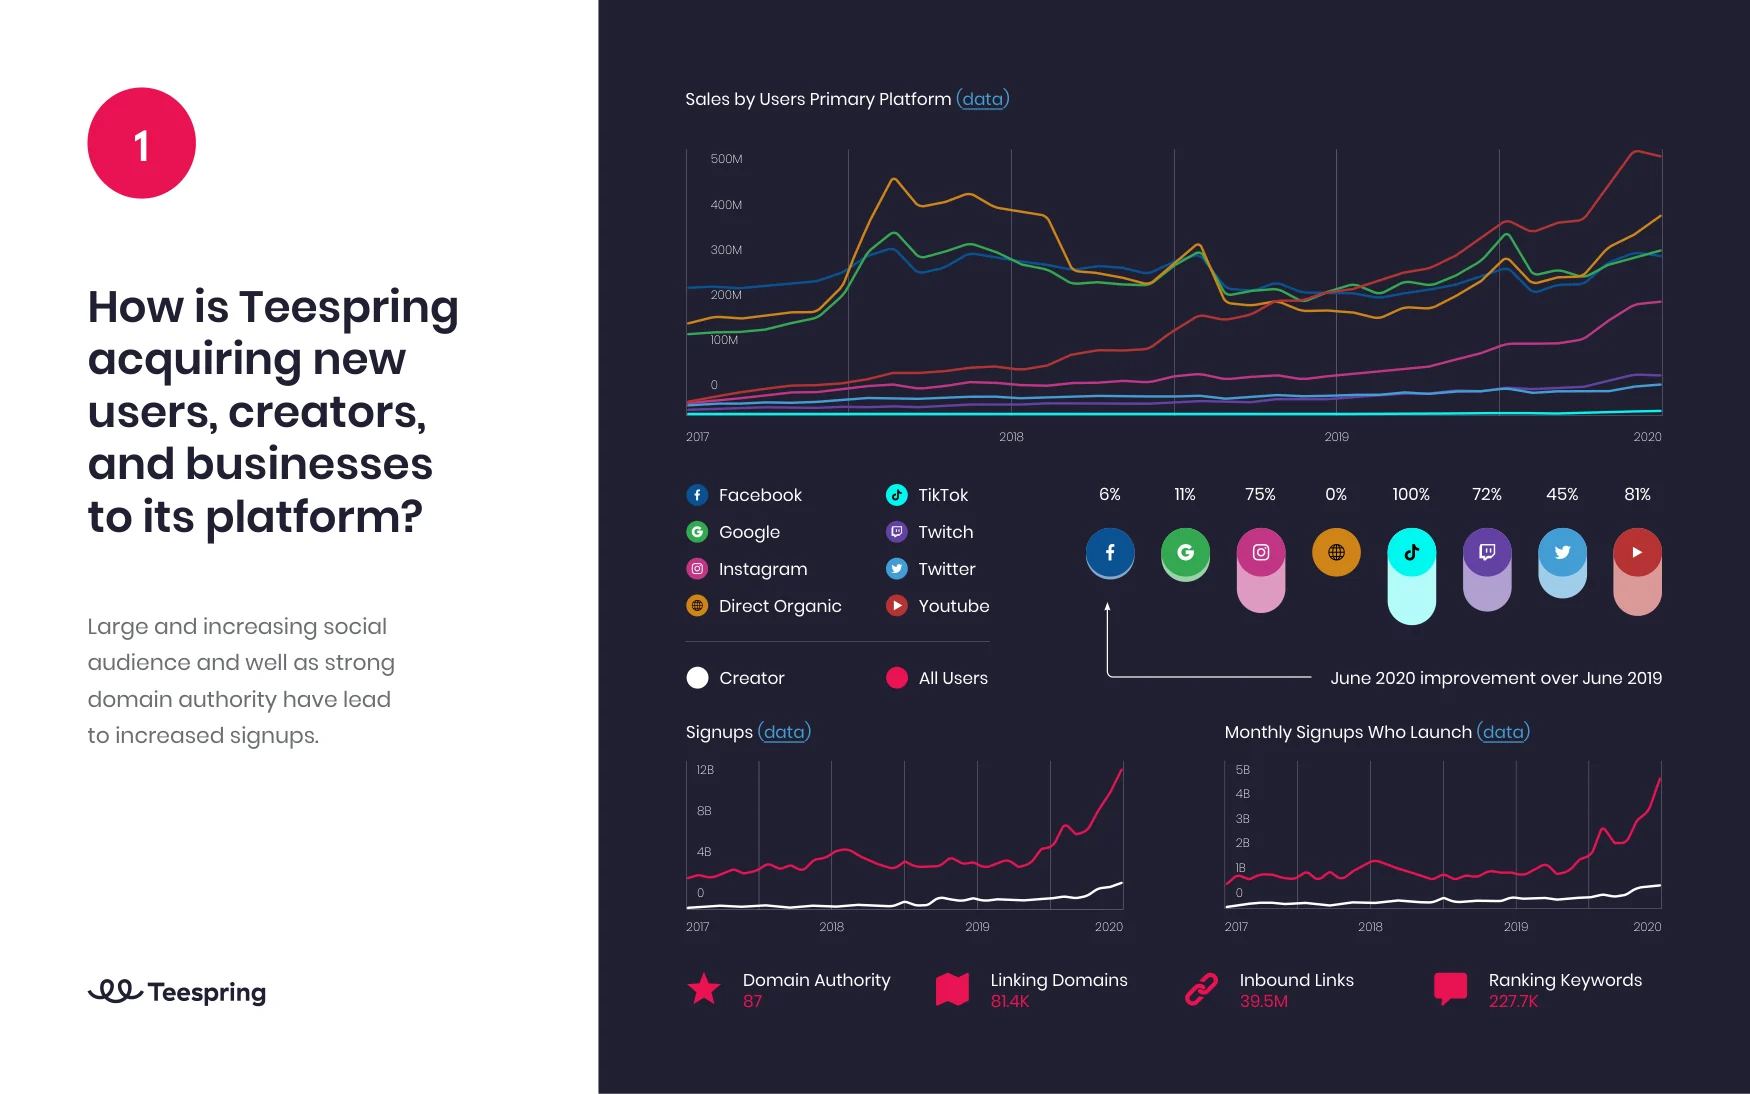 1
How is Teespring
acquiring new
users, creators,
and businesses
to its platform?
Large and increasing social
audience and well as strong
domain authority have lead
to increased signups.
Teespring
Sales by Users Primary Platform (data)
500M
400M
300M
200M
100M
0
2017 2018 2019 2020
Facebook TikTok
Google Twitch
Instagram Twitter
Direct Organic Youtube
Creator All Users
6% 11% 75% 0% 100% 72% 45% 81%
June 2020 improvement over June 2019
Signups (data)
12B
8B
4B
0
2017 2018 2019 2020
Monthly Signups Who Launch (data)
5B
4B
3B
2B
1B
0
2017 2018 2019 2020
Domain Authority
87
Linking Domains
81.4K
Inbound Links
39.5M
Ranking Keywords
227.7K